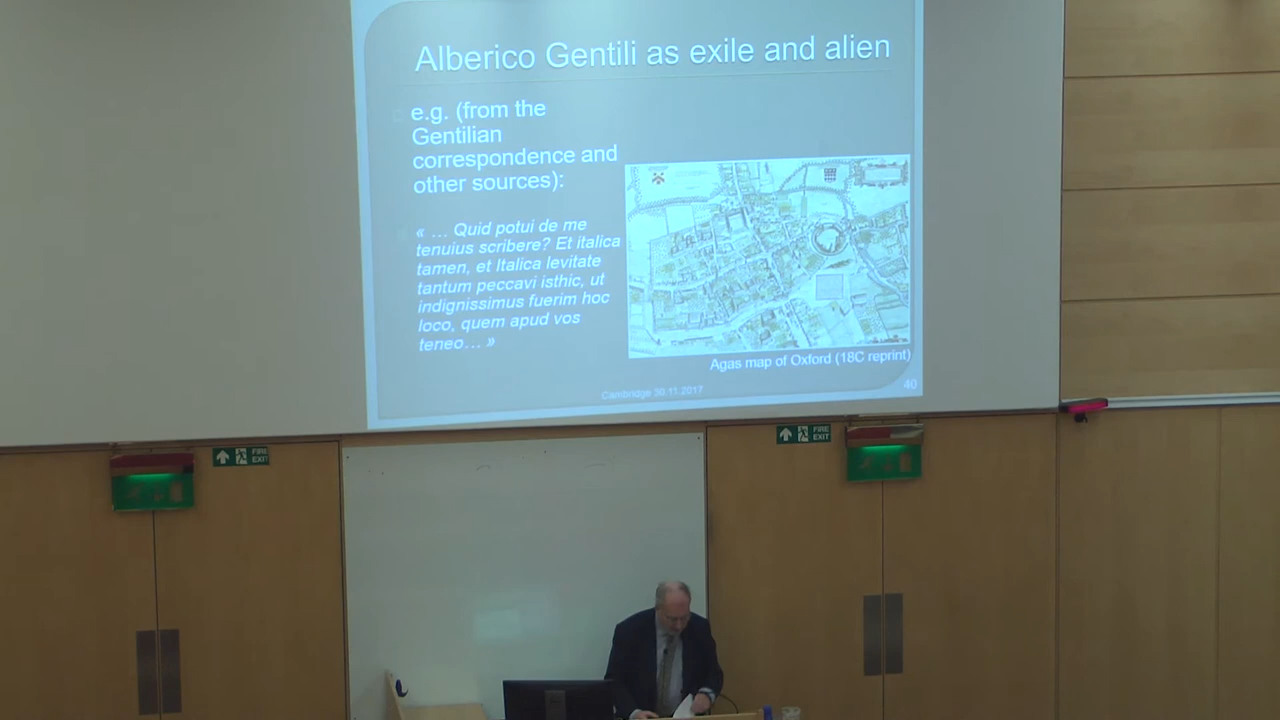 Alberico Gentili as exile and alien
e.g. (from the
Gentilian
correspondence and
other sources):
« ... Quid potui de me
tenuius scribere? Et italica
tamen, et Italica levitate
tantum peccavi isthic, ut
indignissimus fuerim hoc
loco, quem apud vos
teneo... »
Agas map of Oxford (18C reprint)
Cambridge 30.11.2017
40
FIRE
EXIT
FIRE
EXIT